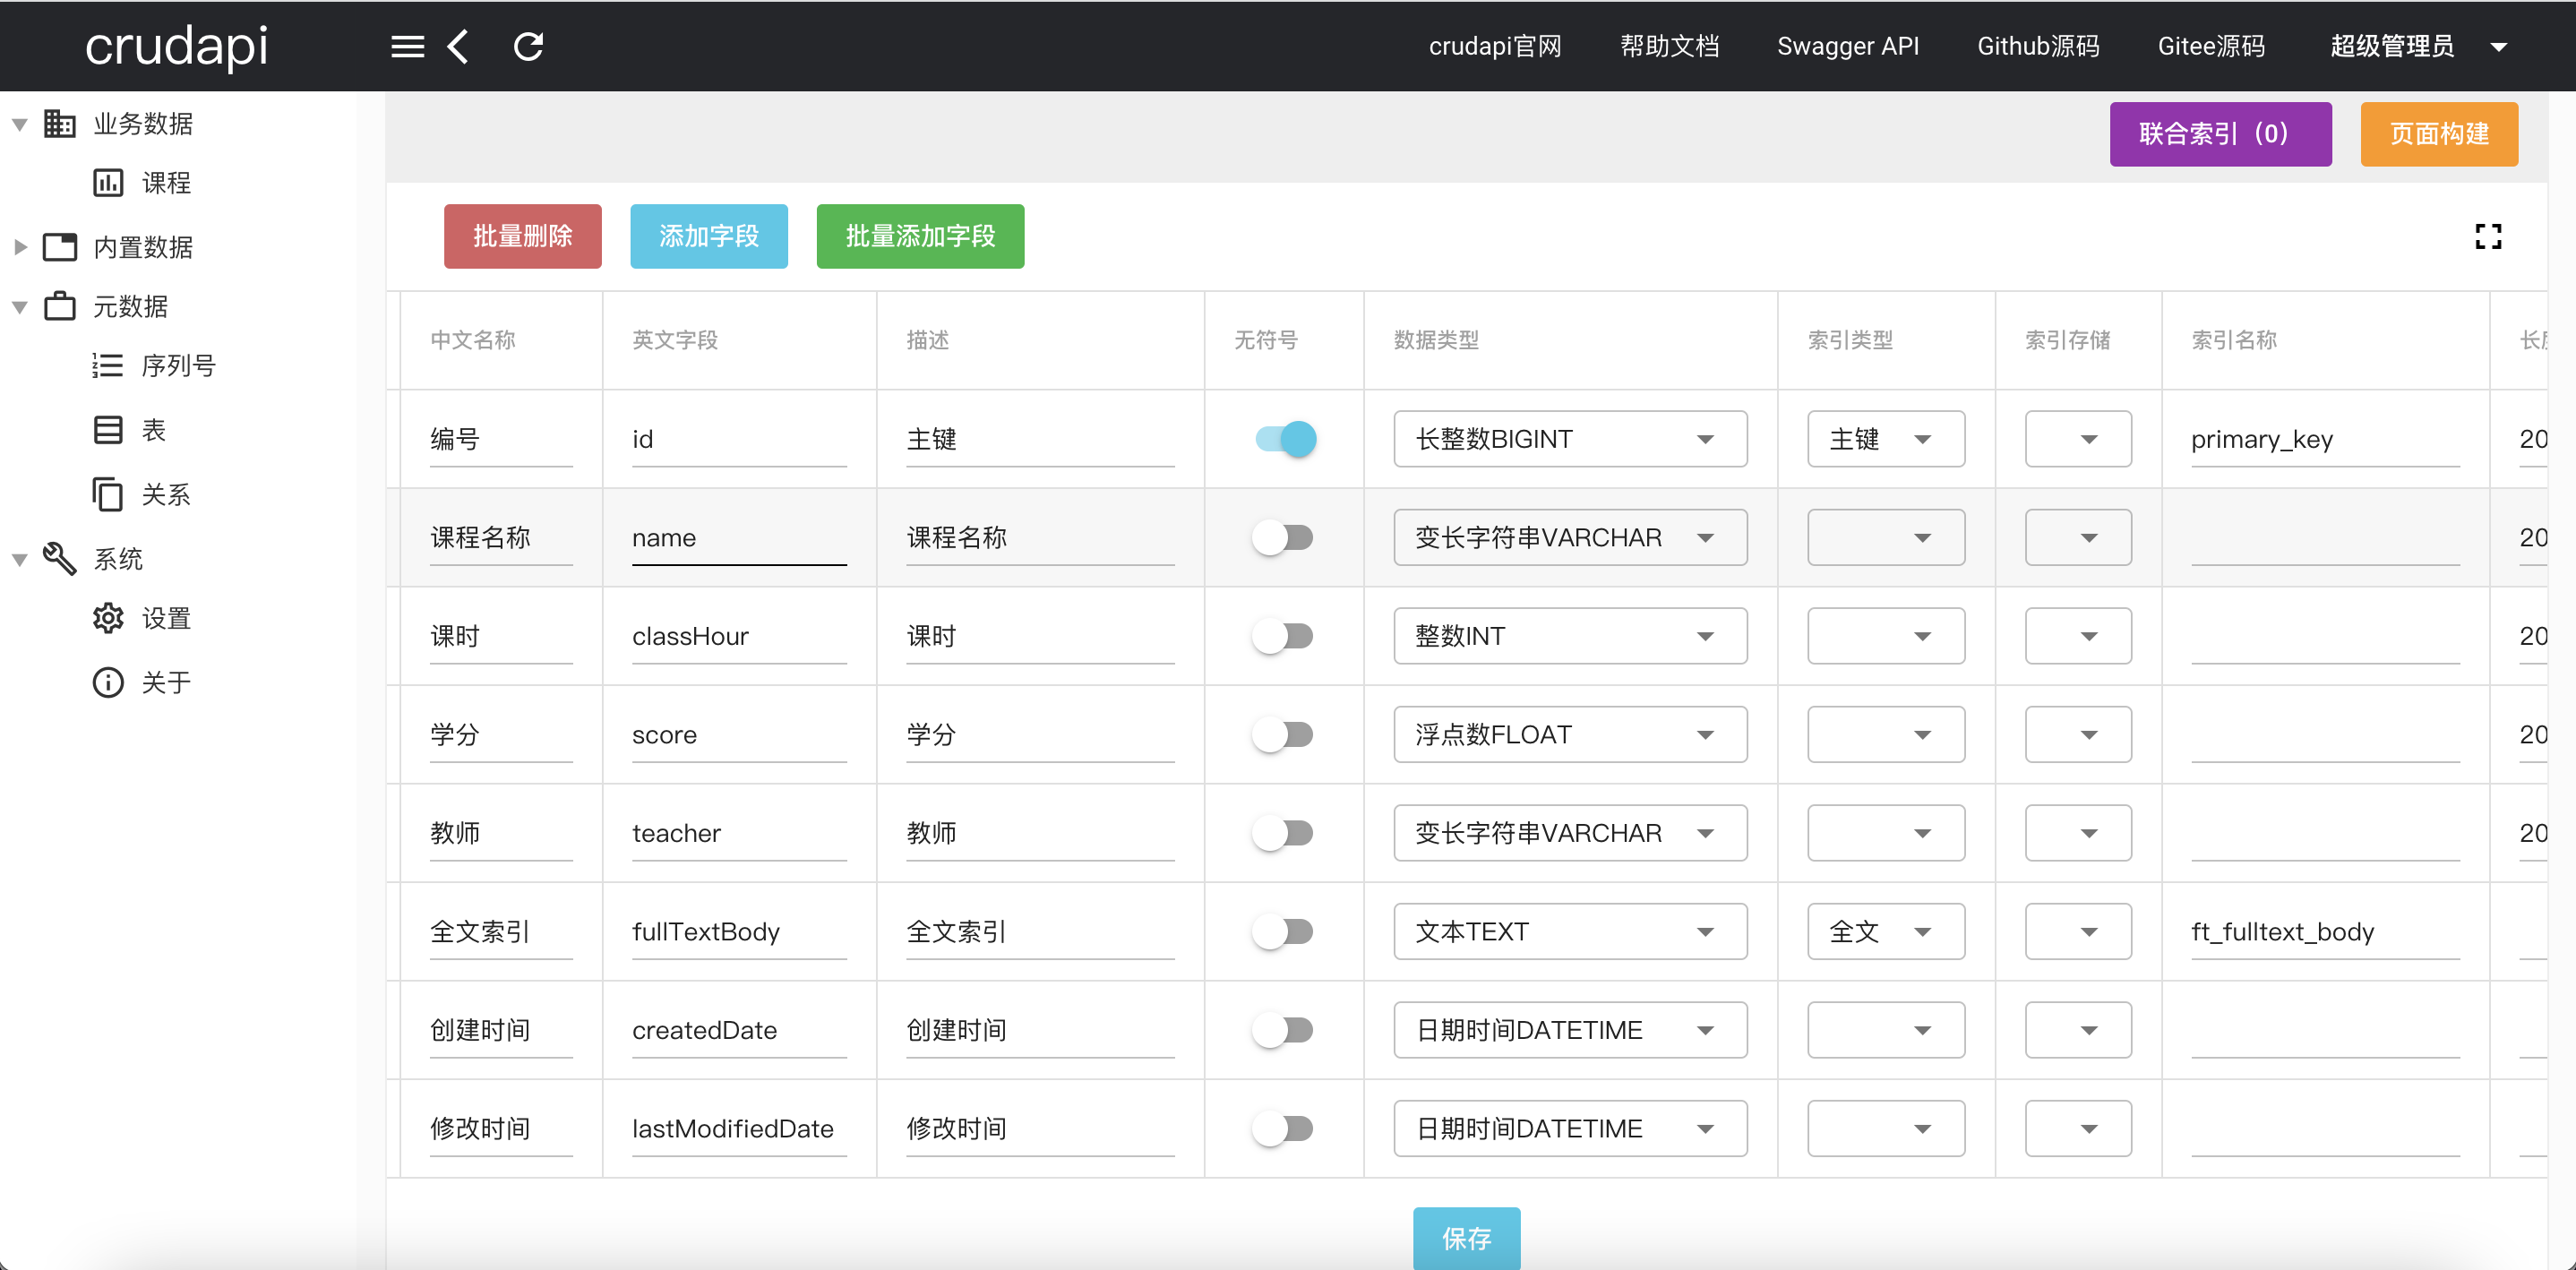 crudapi
crudapi官网 帮助文档 Swagger API Github源码 Gitee源码 超级管理员
业务数据
课程
内置数据
元数据
序列号
表
关系
系统
设置
关于
联合索引 (0) 页面构建
批量删除 添加字段 批量添加字段
中文名称 英文字段 描述 无符号 数据类型 索引类型 索引存储 索引名称
编号 id 主键 长整数BIGINT 主键 primary_key 20
课程名称 name 课程名称 变长字符串VARCHAR 20
课时 classHour 课时 整数INT 20
学分 score 学分 浮点数FLOAT 20
教师 teacher 教师 变长字符串VARCHAR 20
全文索引 fullTextBody 全文索引 文本TEXT 全文 ft_fulltext_body
创建时间 createdDate 创建时间 日期时间DATETIME
修改时间 lastModifiedDate 修改时间 日期时间DATETIME
保存